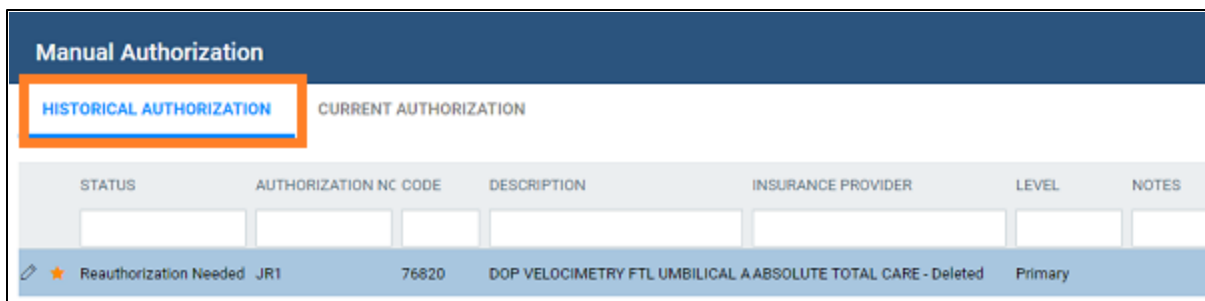 Manual Authorization
HISTORICAL AUTHORIZATION CURRENT AUTHORIZATION
STATUS AUTHORIZATION NC CODE DESCRIPTION INSURANCE PROVIDER LEVEL NOTES
Reauthorization Needed JR1 76820 DOP VELOCIMETRY FTL UMBILICAL A ABSOLUTE TOTAL CARE - Deleted Primary